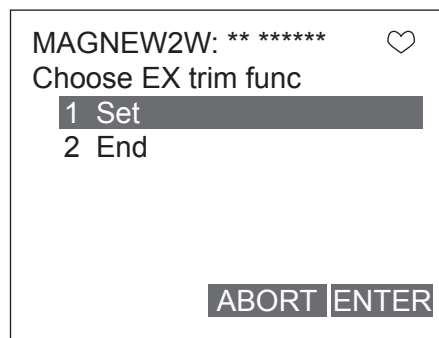 MAGNEW2W: ** ******
Choose EX trim func
1 Set
2 End
ABORT ENTER